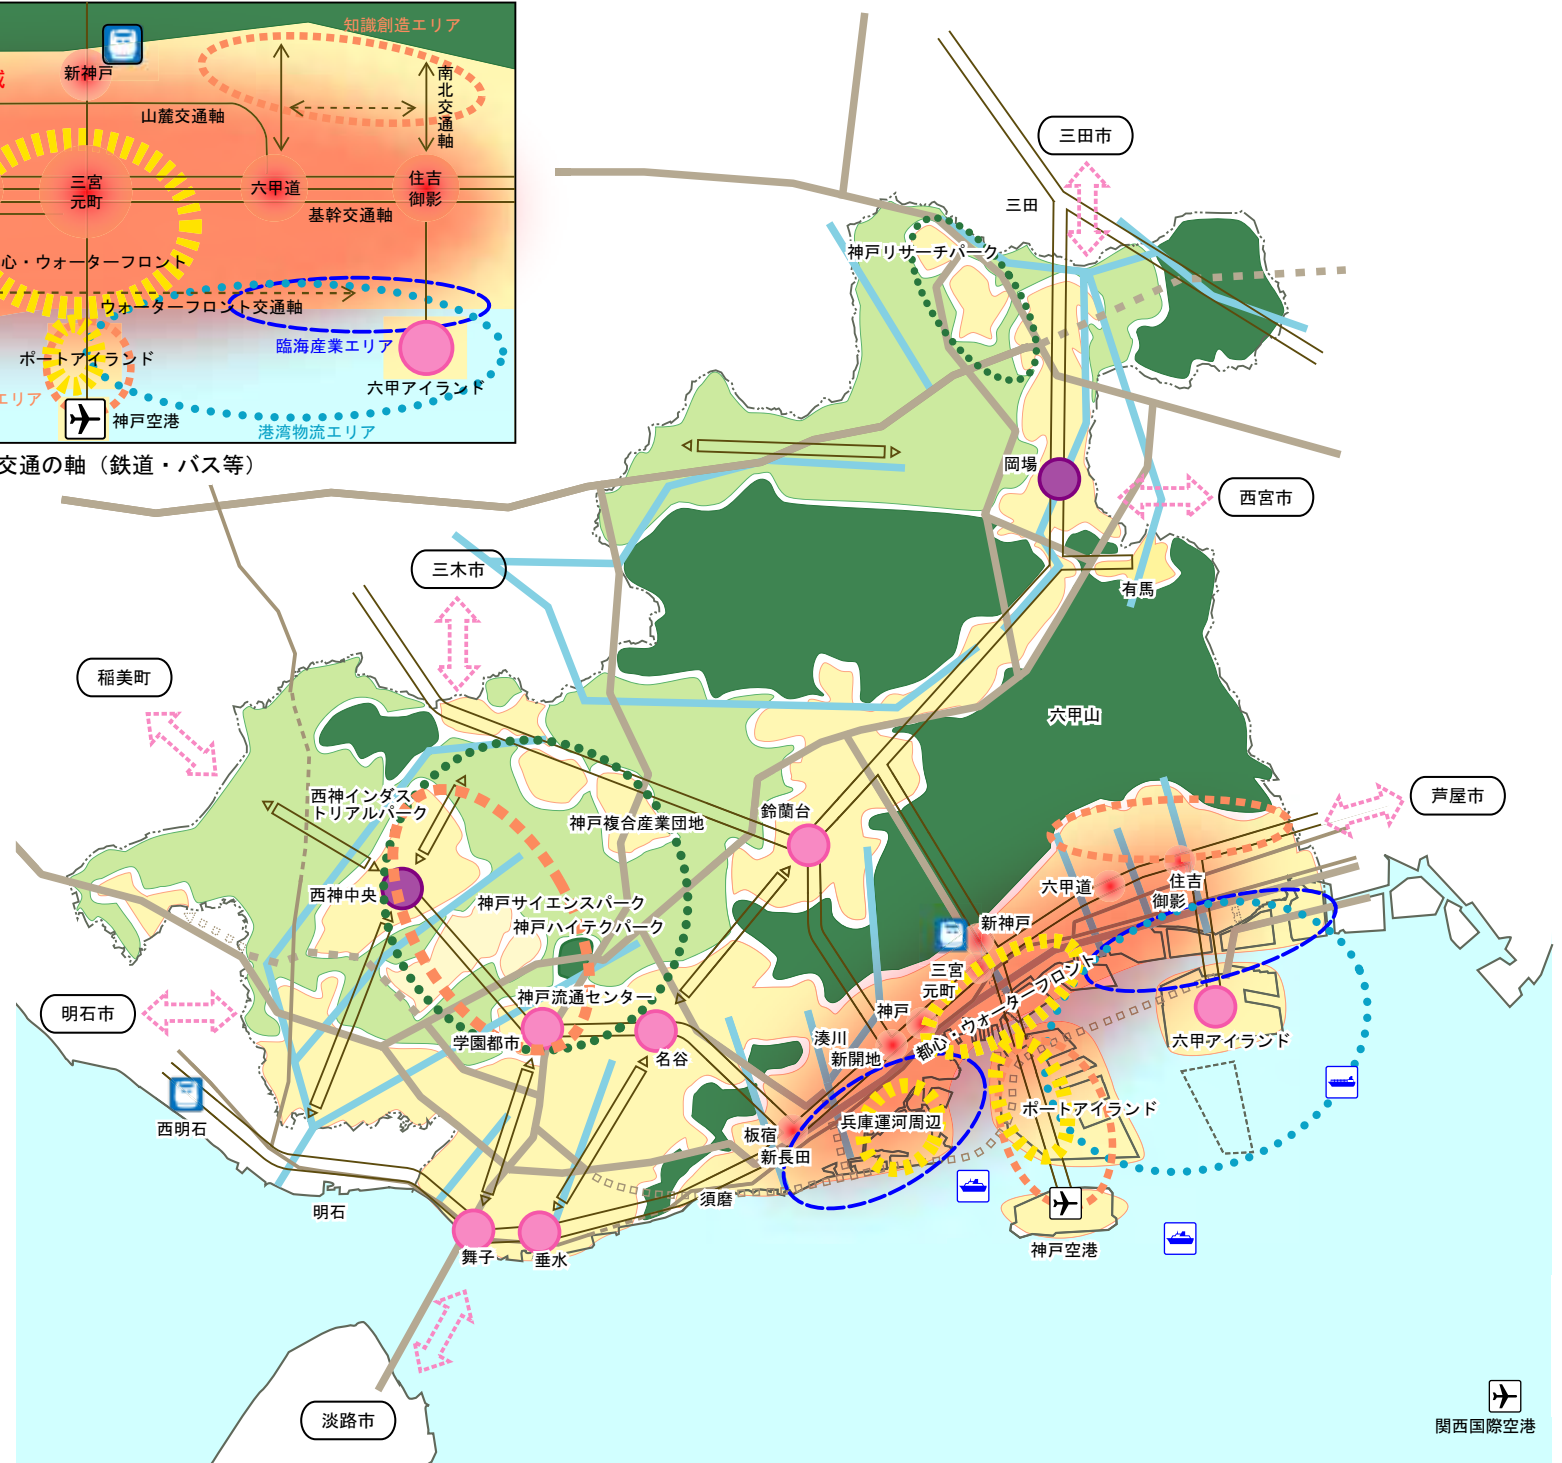 知識創造エリア
域
新神戸
南北交通軸
山麓交通軸
三宮
元町
六甲道
住吉
御影
基幹交通軸
心・ウォーターフロント
ウォーターフロント交通軸
臨海産業エリア
ポートアイランド
六甲アイランド
エリア
神戸空港
港湾物流エリア
交通の軸（鉄道・バス等）
三田市
三田
神戸リサーチパーク
岡場
西宮市
三木市
有馬
稲美町
六甲山
西神インダス
トリアルパーク
神戸複合産業団地
鈴蘭台
芦屋市
西神中央
神戸サイエンスパーク
神戸ハイテクパーク
六甲道
住吉
御影
新神戸
三宮
元町
神戸流通センター
神戸
都心・ウォーターフロント
明石市
学園都市
名谷
湊川
新開地
六甲アイランド
西明石
板宿
新長田
兵庫運河周辺
ポートアイランド
須磨
明石
舞子
垂水
神戸空港
淡路市
関西国際空港